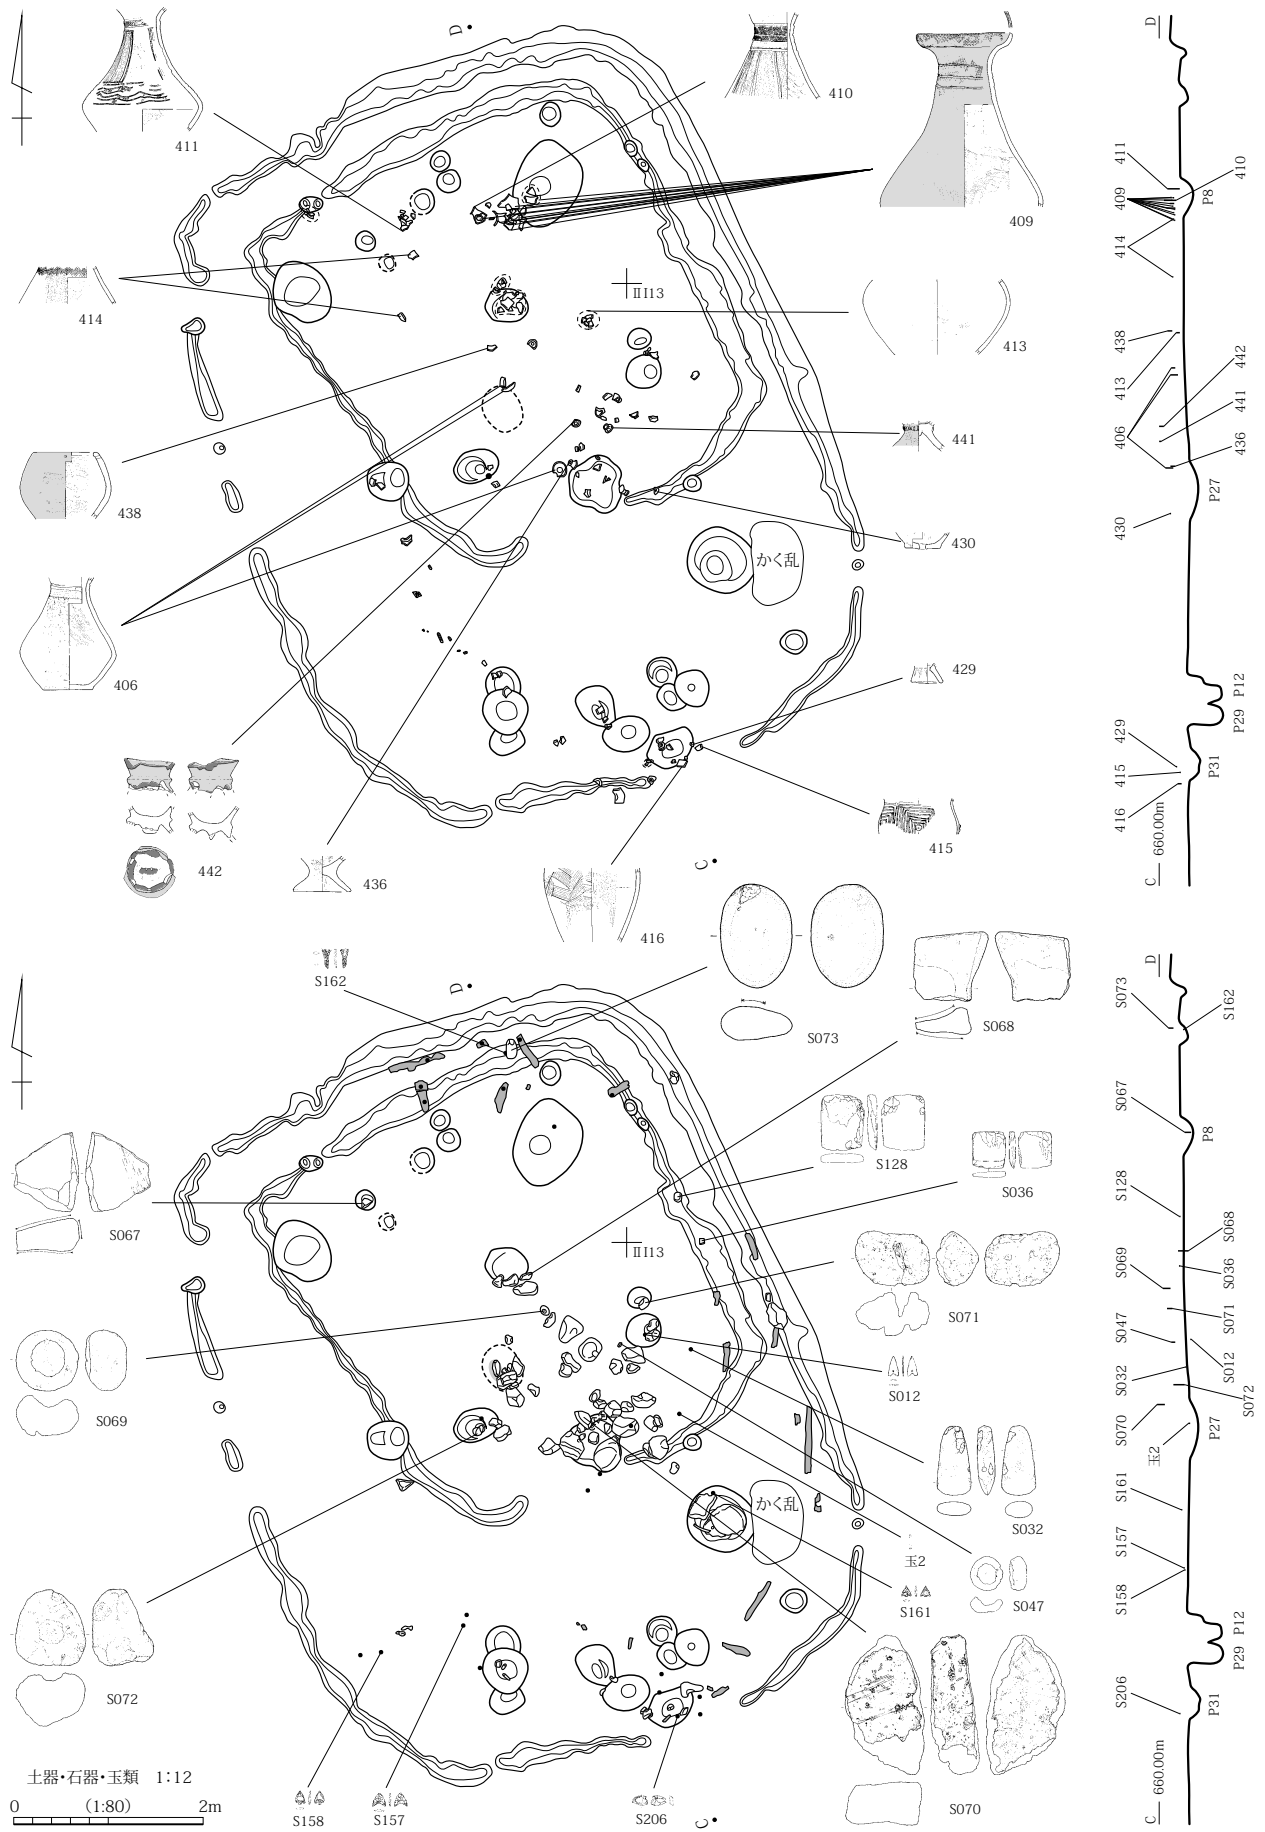 D
411
410
409
411
410
409
P8
414
414
ⅡI13
413
438
442
413
441
441
406
436
438
P27
430
430
かく乱
406
429
P12
P29
429
415
P31
416
660.00m
C
442
436
415
416
C
S162
D
D
S073
S162
S073
S068
S067
P8
S128
S036
S128
S067
S068
ⅡI13
S069
S036
S071
S071
S047
S012
S069
S012
S032
S072
S070
P27
玉2
S161
かく乱
S032
S157
玉2
S047
S161
S158
P12
P29
S072
S206
P31
660.00m
土器・石器・玉類 1:12
0 (1:80) 2m
S158
S157
S206
S070
C
C